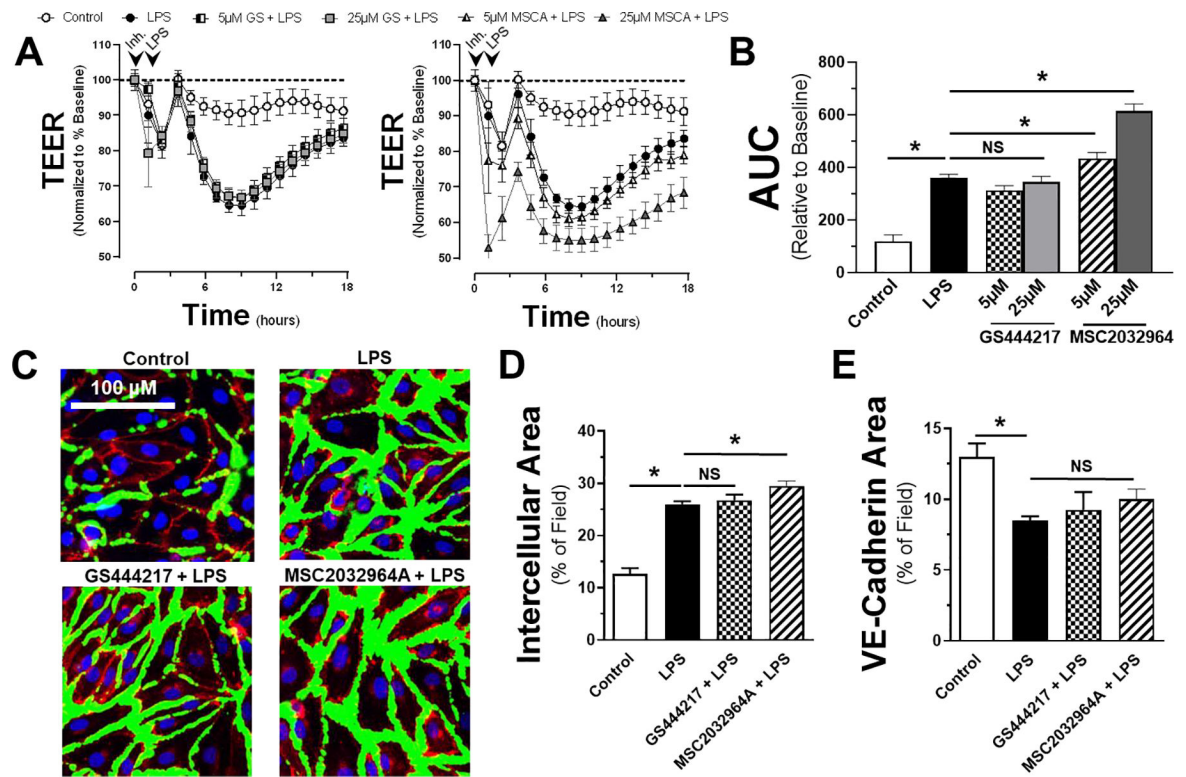 Control LPS 5µM GS + LPS 25µM GS + LPS 5µM MSCA + LPS 25µM MSCA + LPS
A
Inh. LPS
110
100
90
80
70
60
50
TEER
(Normalized to % Baseline)
0 6 12 18
Time (hours)
Inh. LPS
110
100
90
80
70
60
50
TEER
(Normalized to % Baseline)
0 6 12 18
Time (hours)
B
AUC
(Relative to Baseline)
800
600
400
200
0
*
*
*
NS
Control
LPS
5µM
25µM
5µM
25µM
GS444217 MSC2032964
C
Control LPS
100 µM
GS444217 + LPS MSC2032964A + LPS
D
Intercellular Area
(% of Field)
40
30
20
10
0
*
*
NS
Control
LPS
GS444217 + LPS
MSC2032964A + LPS
E
VE-Cadherin Area
(% of Field)
15
10
5
0
*
NS
Control
LPS
GS444217 + LPS
MSC2032964A + LPS